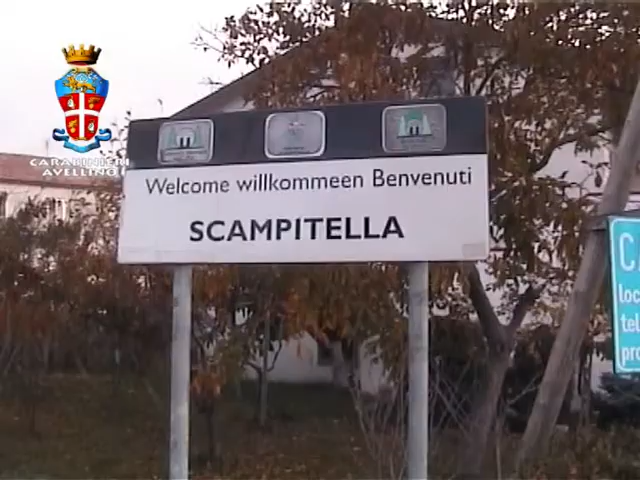 CARABINIERI
AVELLINO
Welcome willkommeen Benvenuti
SCAMPITELLA